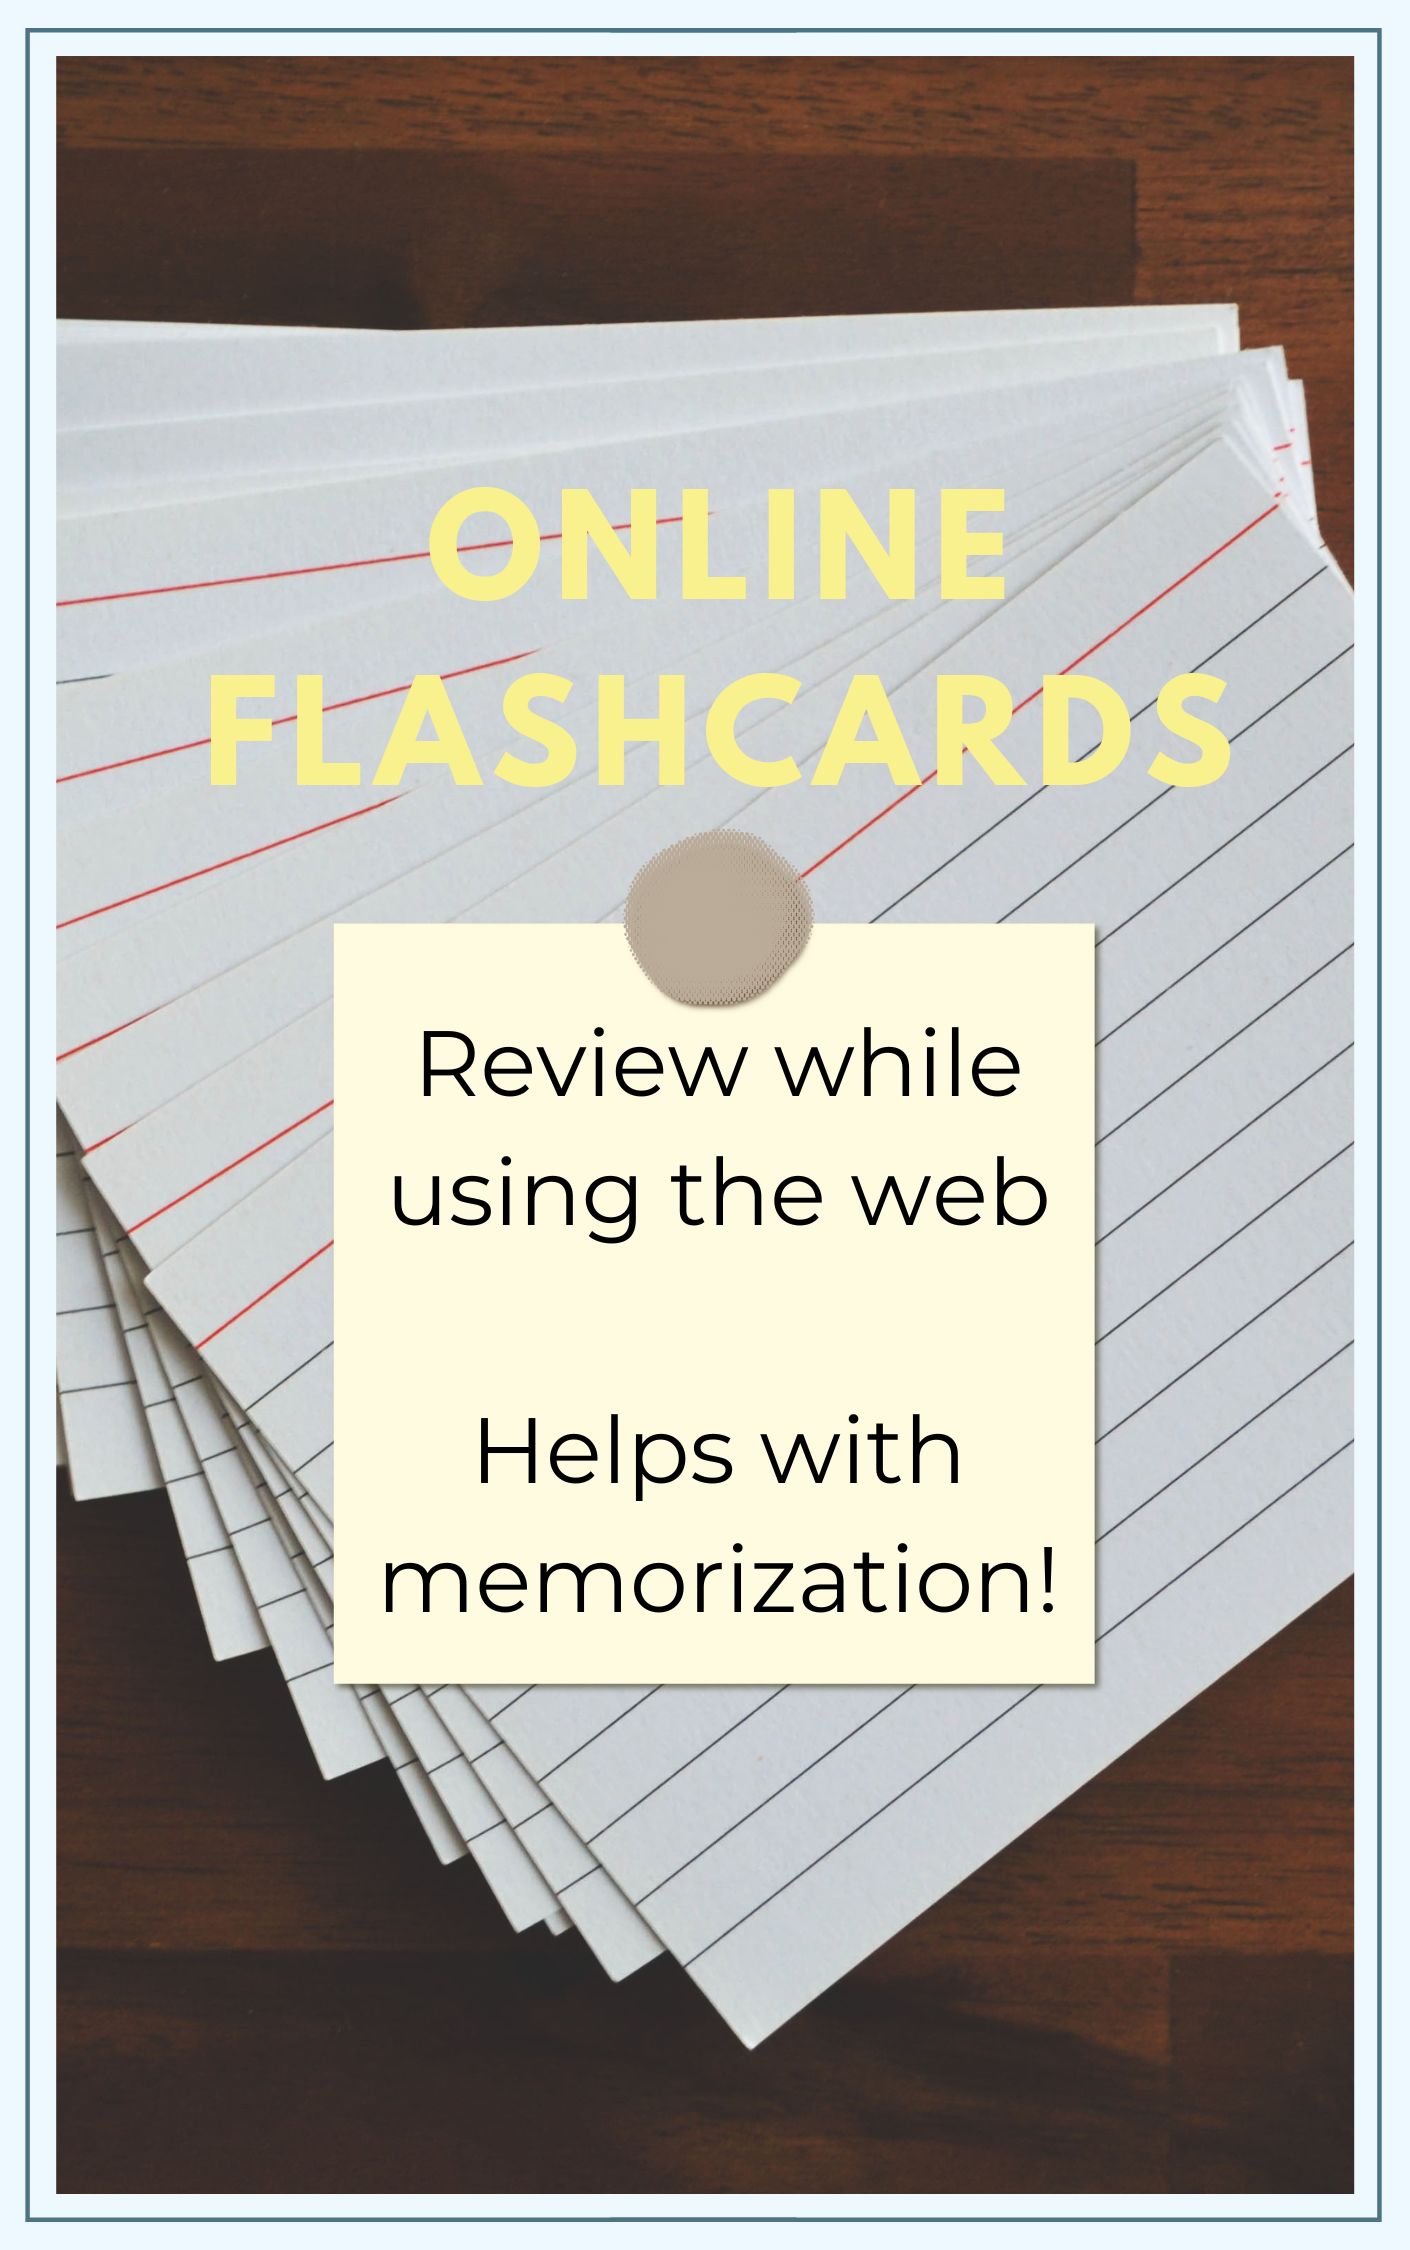 ONLINE
FLASHCARDS
Review while
using the web
Helps with
memorization!